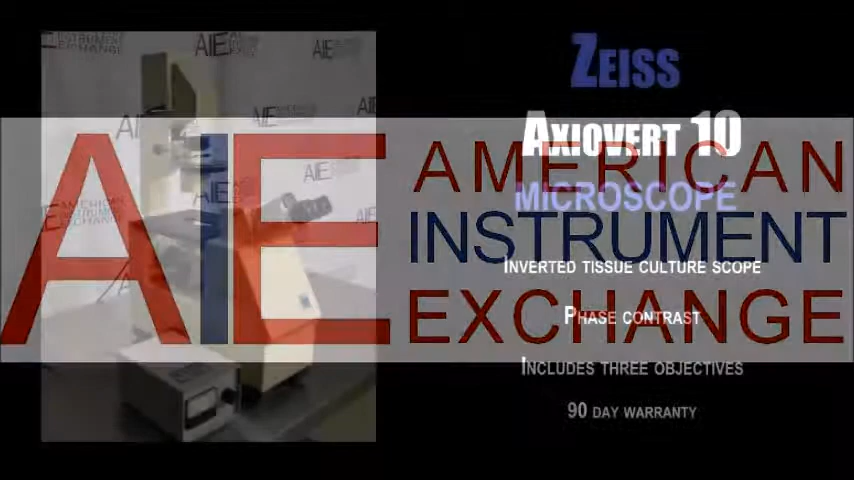 AIE
AMERICAN
INSTRUMENT
EXCHANGE
ZEISS
AXIOVERT 10
MICROSCOPE
INVERTED TISSUE CULTURE SCOPE
PHASE CONTRAST
INCLUDES THREE OBJECTIVES
90 DAY WARRANTY
ZEISS